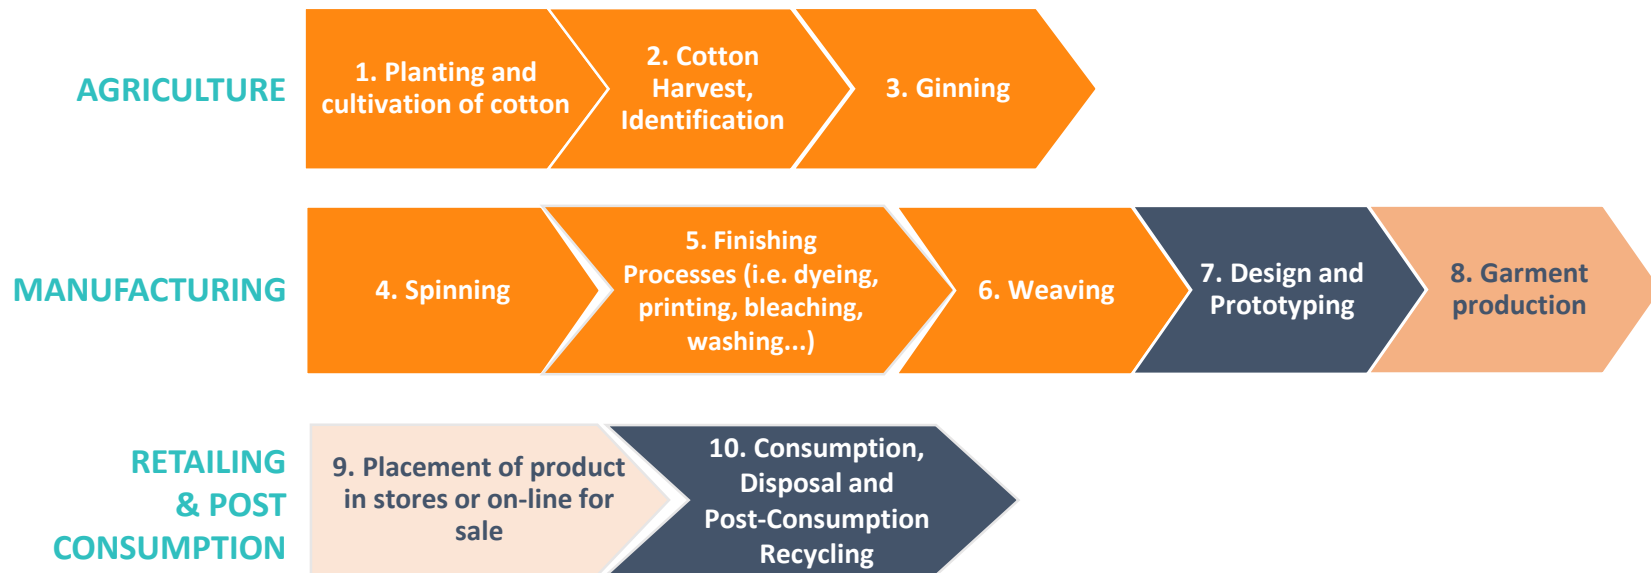 AGRICULTURE
1. Planting and
cultivation of cotton
2. Cotton
Harvest,
Identification
3. Ginning
MANUFACTURING
4. Spinning
5. Finishing
Processes (i.e. dyeing,
printing, bleaching,
washing...)
6. Weaving
7. Design and
Prototyping
8. Garment
production
RETAILING
& POST
CONSUMPTION
9. Placement of product
in stores or on-line for
sale
10. Consumption,
Disposal and
Post-Consumption
Recycling